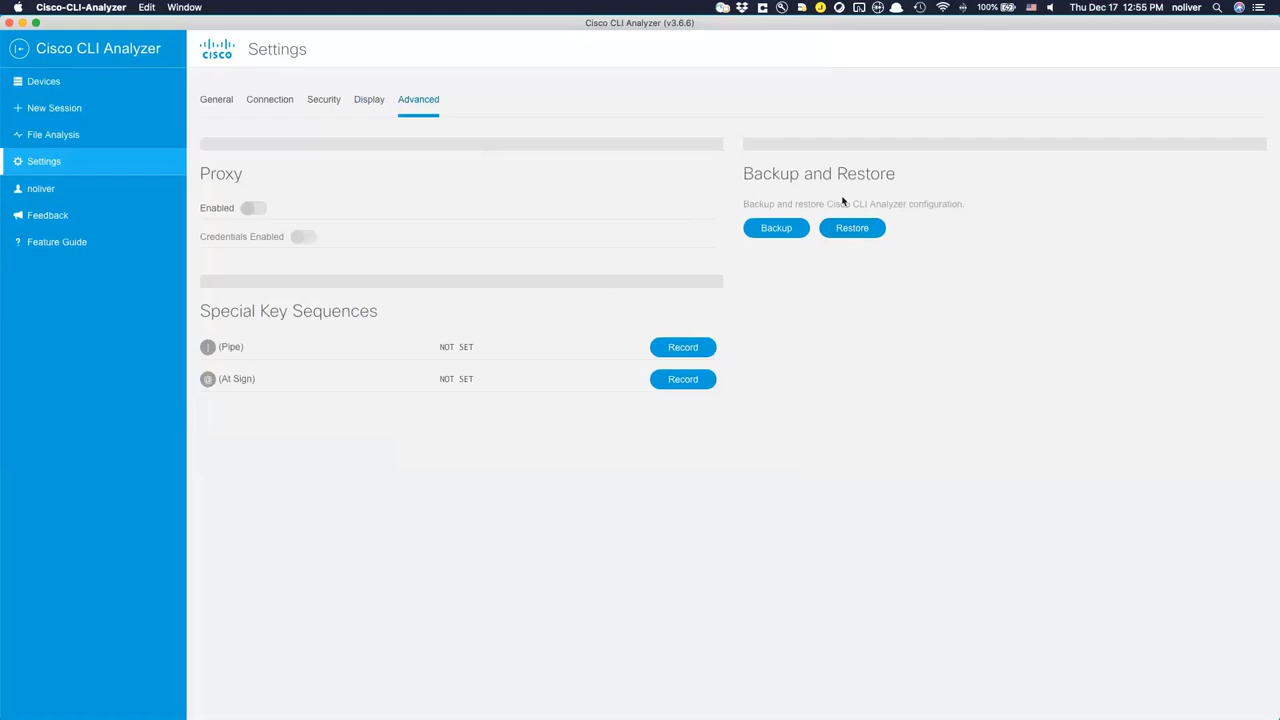 Cisco-CLI-Analyzer Edit Window
100% Thu Dec 17 12:55 PM noliver
Cisco CLI Analyzer (v3.6.6)
Cisco CLI Analyzer
CISCO Settings
Devices
New Session
File Analysis
Settings
noliver
Feedback
? Feature Guide
General Connection Security Display Advanced
Proxy
Enabled
Credentials Enabled
Special Key Sequences
| (Pipe) NOT SET Record
@ (At Sign) NOT SET Record
Backup and Restore
Backup and restore Cisco CLI Analyzer configuration.
Backup Restore